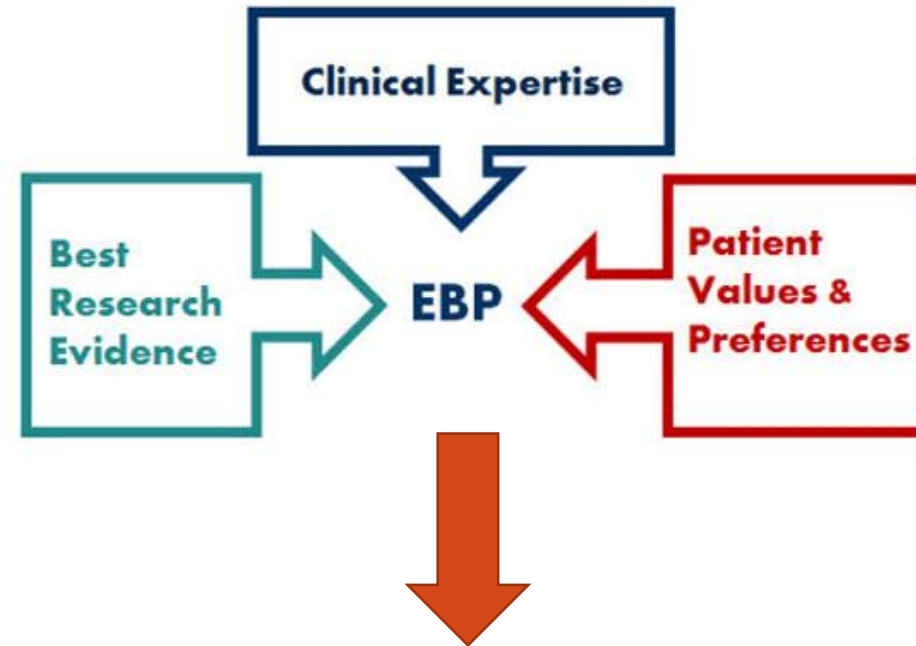 Clinical Expertise
Best
Research
Evidence
EBP
Patient
Values &
Preferences